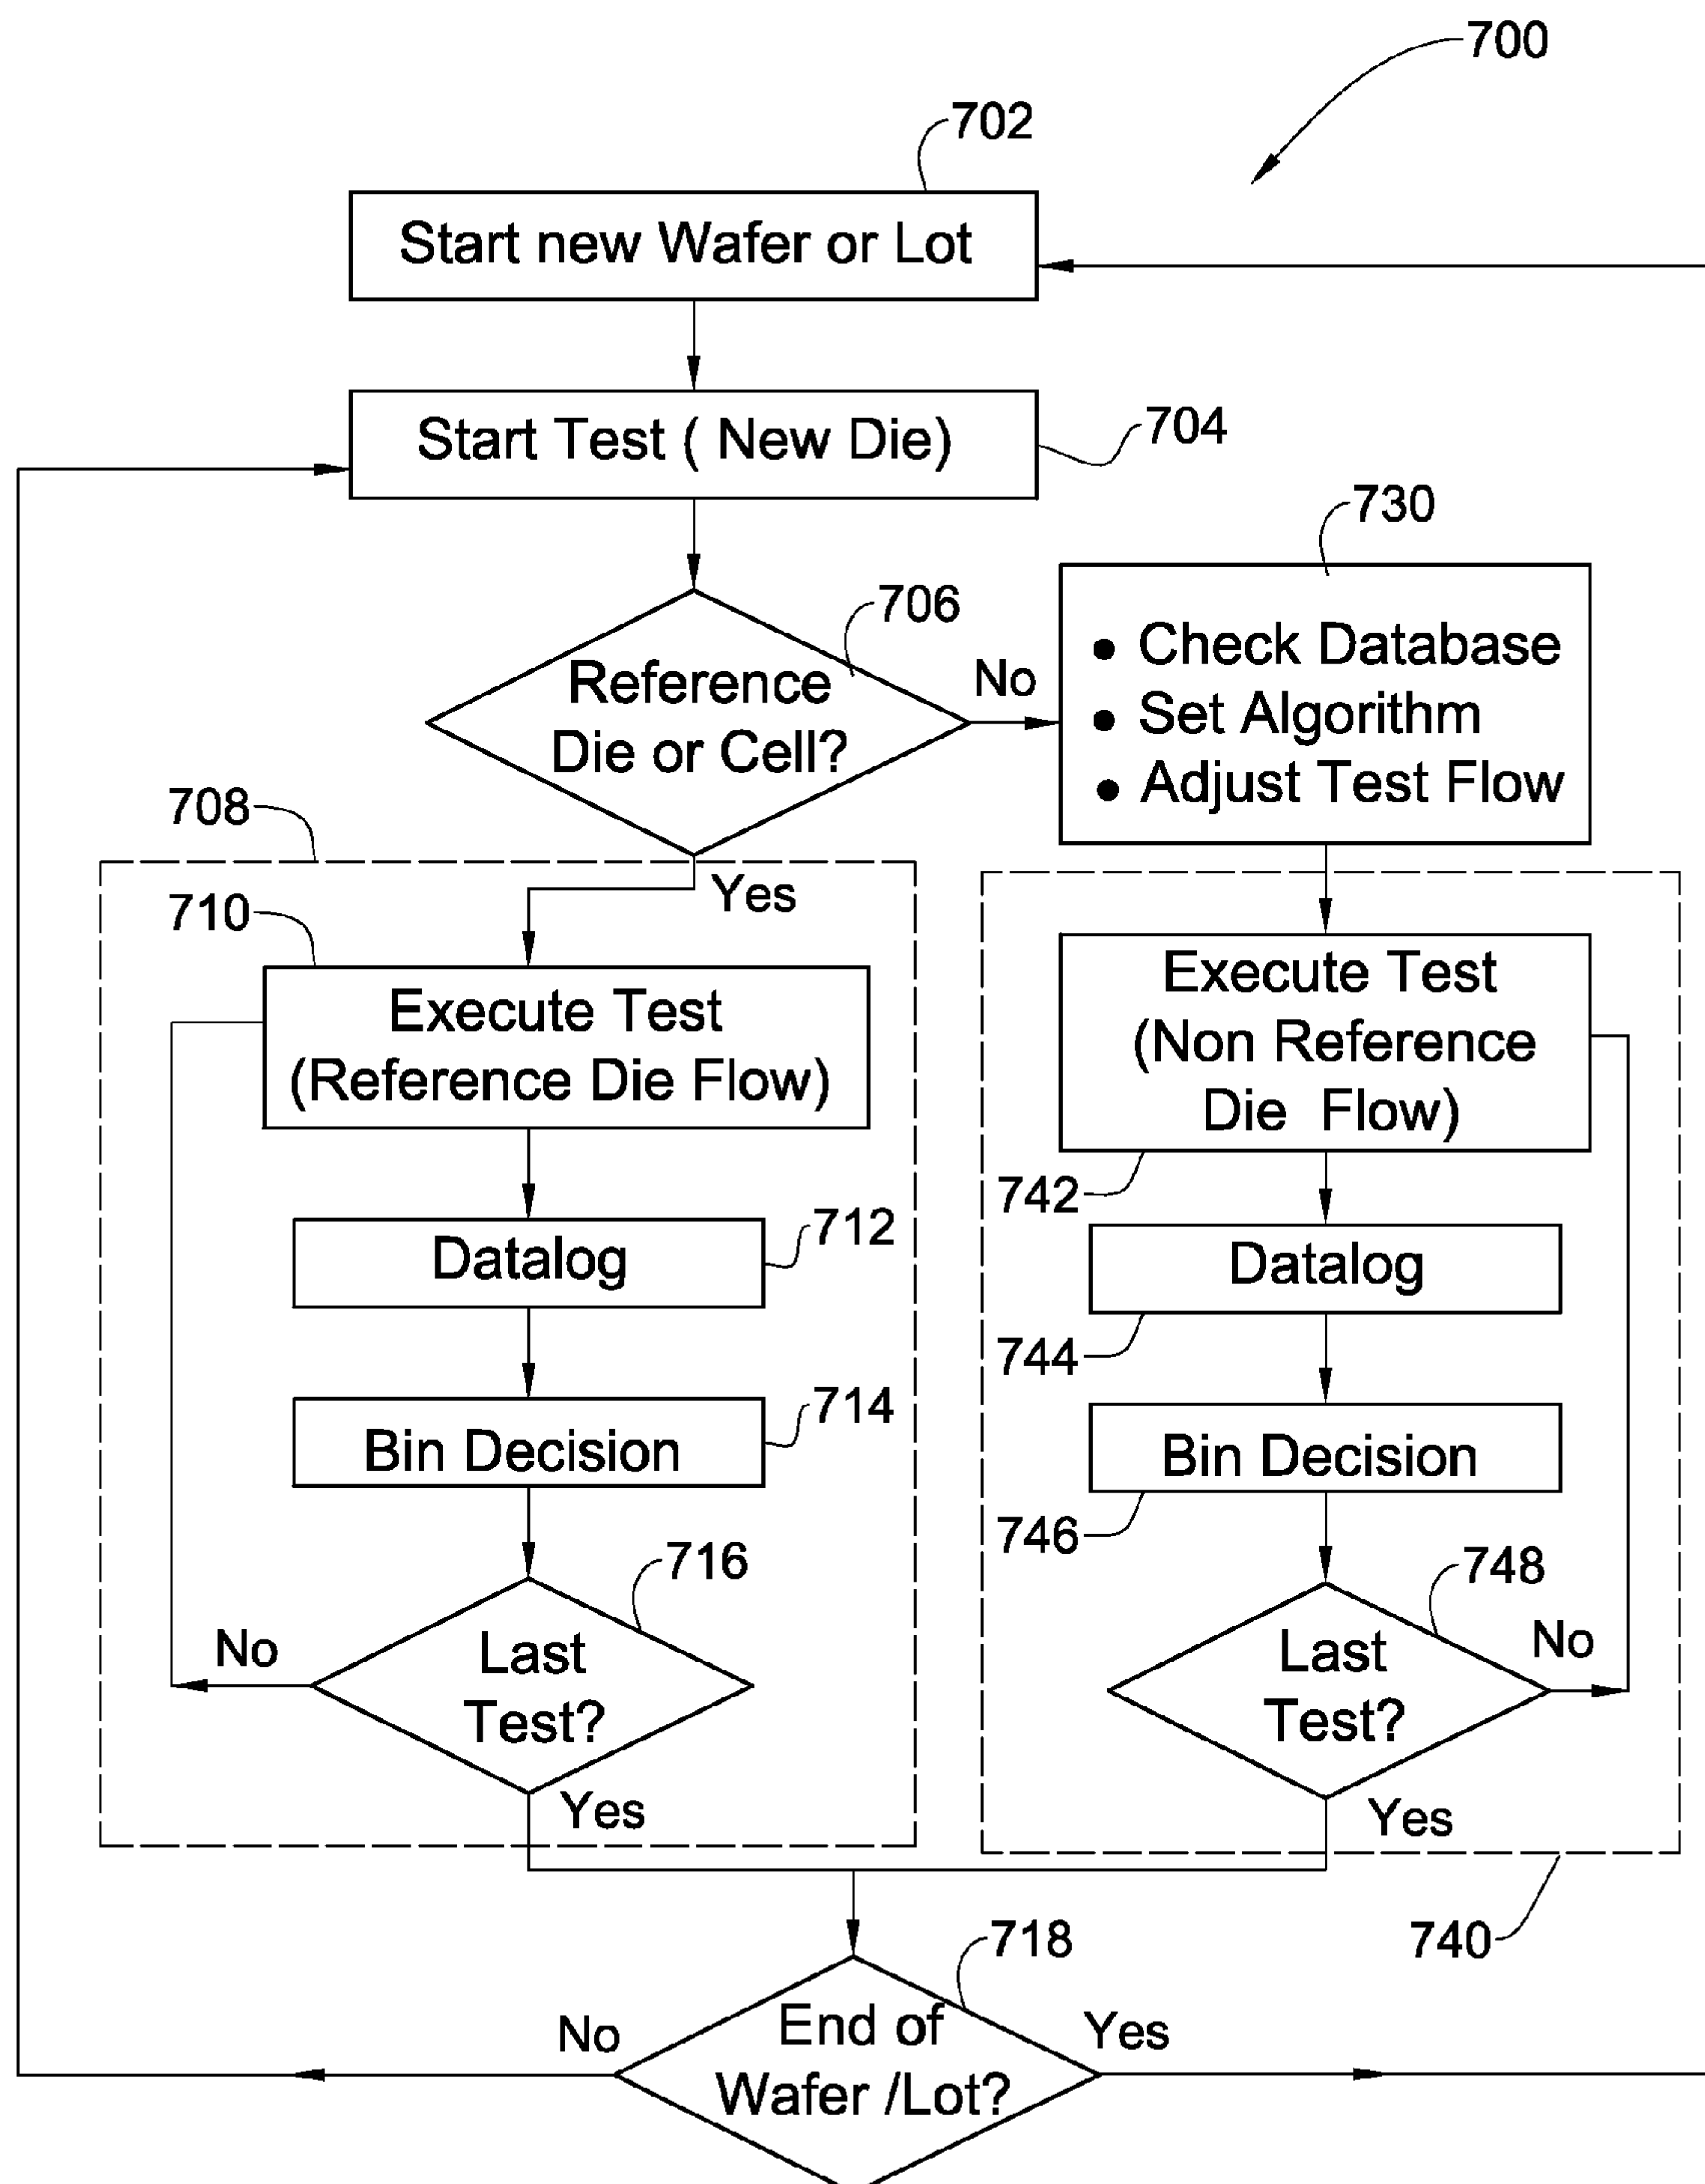 700
702
Start new Wafer or Lot
Start Test ( New Die)
704
730
706
Reference
Die or Cell?
No
• Check Database
• Set Algorithm
• Adjust Test Flow
708
Yes
710
Execute Test
(Reference Die Flow)
Execute Test
(Non Reference
Die Flow)
742
712
Datalog
Datalog
744
714
Bin Decision
Bin Decision
746
716
748
No
Last
Test?
Last
Test?
No
Yes
Yes
740
718
No
End of
Wafer /Lot?
Yes